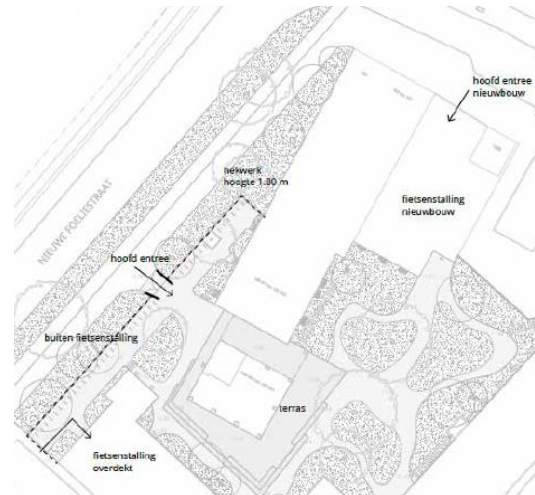 hoofd entree
nieuwbouw
hekwerk
hoogte 1.80 m
fietsenstalling
nieuwbouw
NIEUWE FOELIESTRAAT
hoofd entree
buiten fietsenstalling
terras
fietsenstalling
overdekt